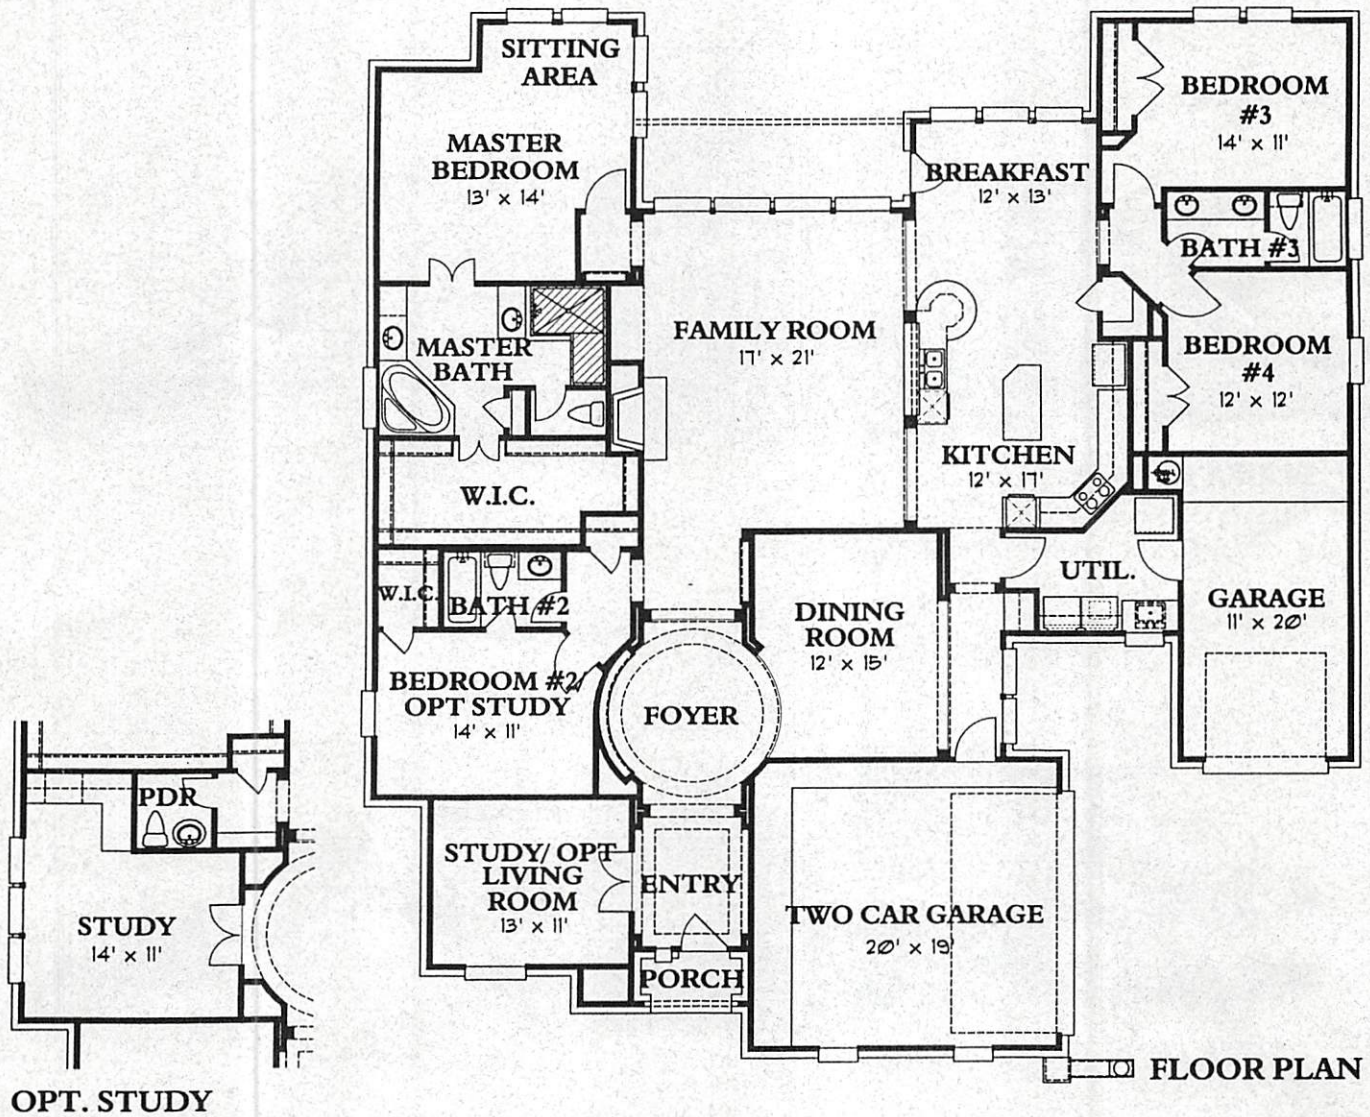 SITTING
AREA
MASTER
BEDROOM
13' x 14'
BREAKFAST
12' x 13'
BEDROOM
#3
14' x 11'
BATH #3
FAMILY ROOM
17' x 21'
MASTER
BATH
BEDROOM
#4
12' x 12'
KITCHEN
12' x 17'
W.I.C.
W.I.C.
BATH #2
UTIL.
GARAGE
11' x 20'
DINING
ROOM
12' x 15'
BEDROOM #2/
OPT STUDY
14' x 11'
FOYER
STUDY/ OPT
LIVING
ROOM
13' x 11'
ENTRY
TWO CAR GARAGE
20' x 19'
PORCH
PDR
STUDY
14' x 11'
OPT. STUDY
FLOOR PLAN